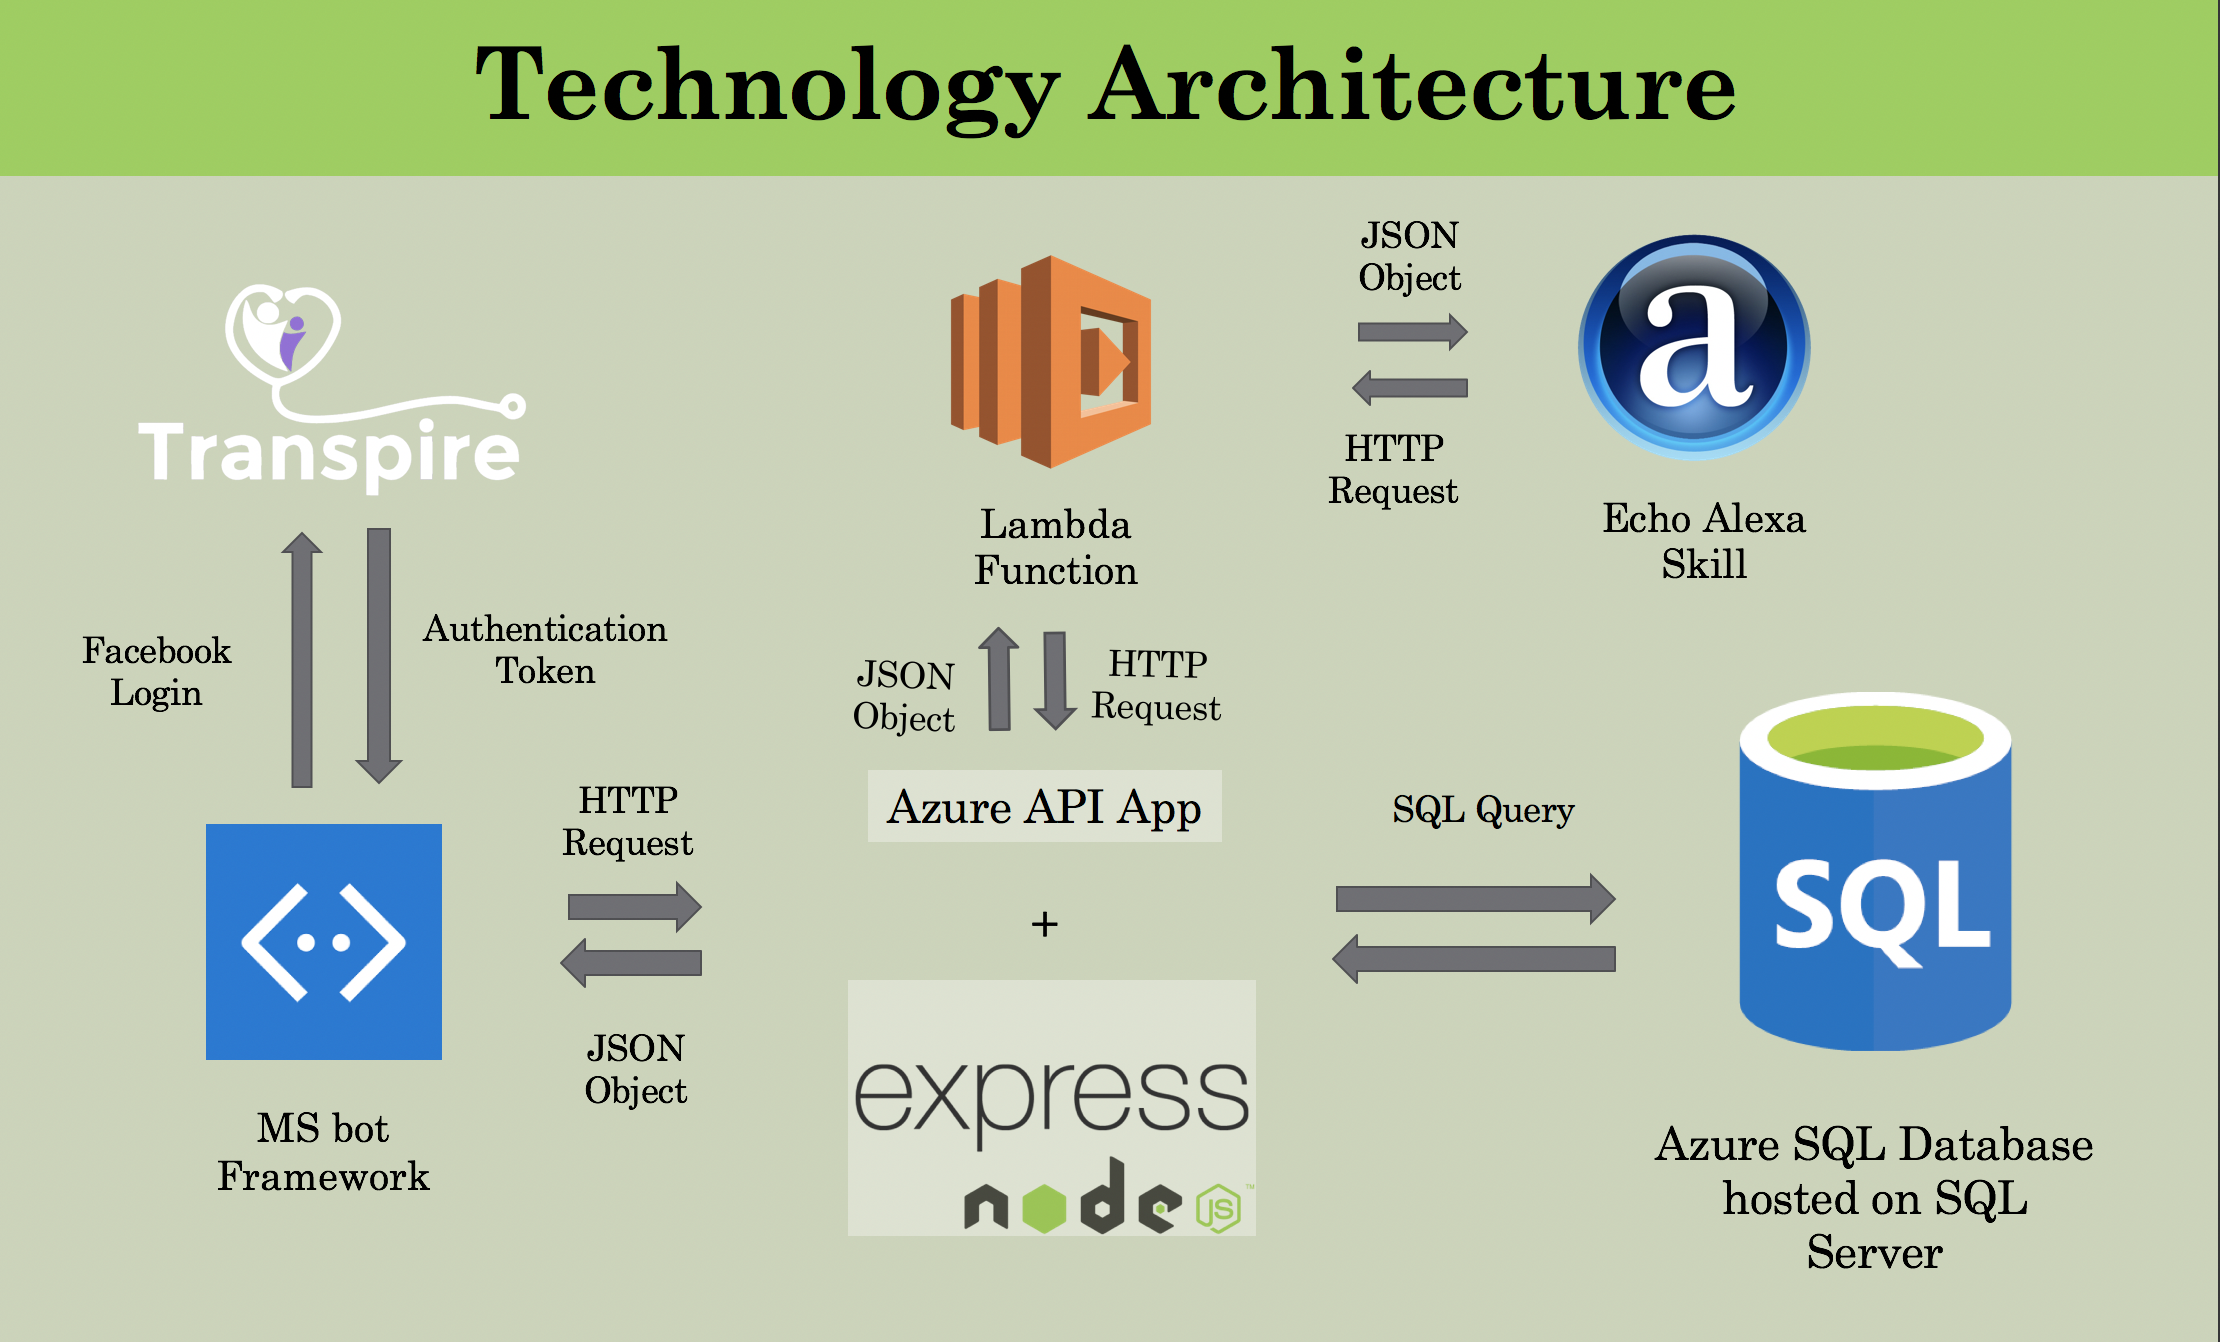 Technology Architecture
JSON
Object
a
HTTP
Request
Transpire
Lambda
Function
Echo Alexa
Skill
Facebook
Login
Authentication
Token
JSON
Object
HTTP
Request
HTTP
Request
Azure API App
SQL Query
+
SQL
JSON
Object
express
node JS ™
MS bot
Framework
Azure SQL Database
hosted on SQL
Server